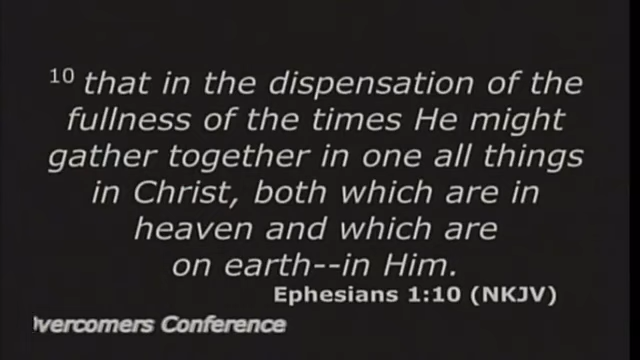 10 that in the dispensation of the
fullness of the times He might
gather together in one all things
in Christ, both which are in
heaven and which are
on earth--in Him.
Ephesians 1:10 (NKJV)
vercomers Conference